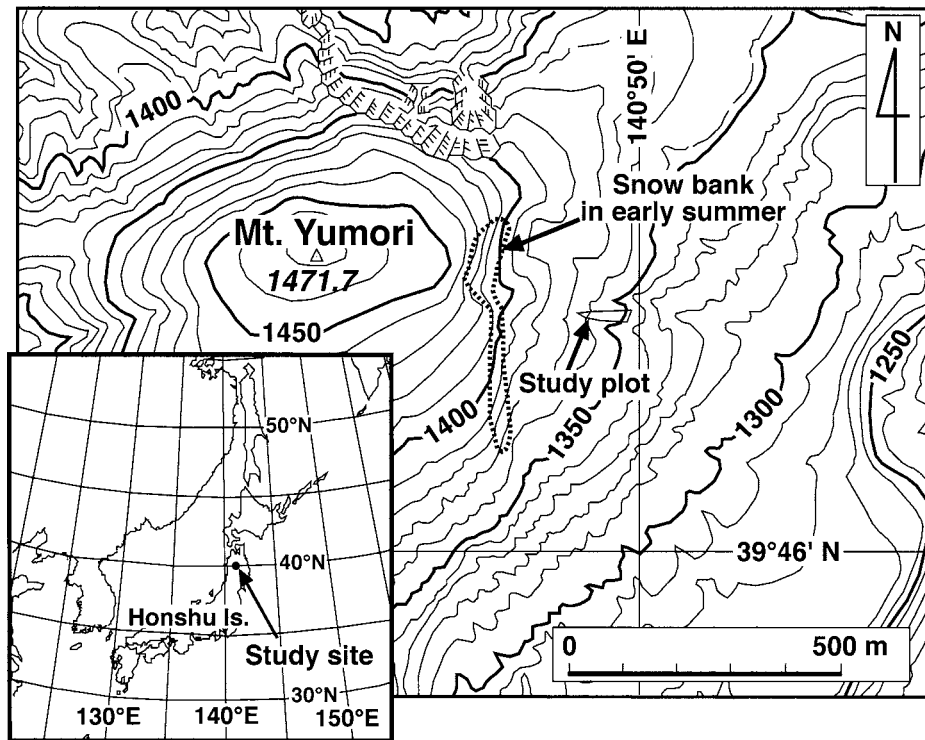 N
140°50' E
1400
Snow bank
in early summer
Mt. Yumori
1471.7
1450
Study plot
1400
1350
1300
1250
39°46' N
0 500 m
50°N
40°N
Honshu Is.
Study site
30°N
130°E 140°E 150°E